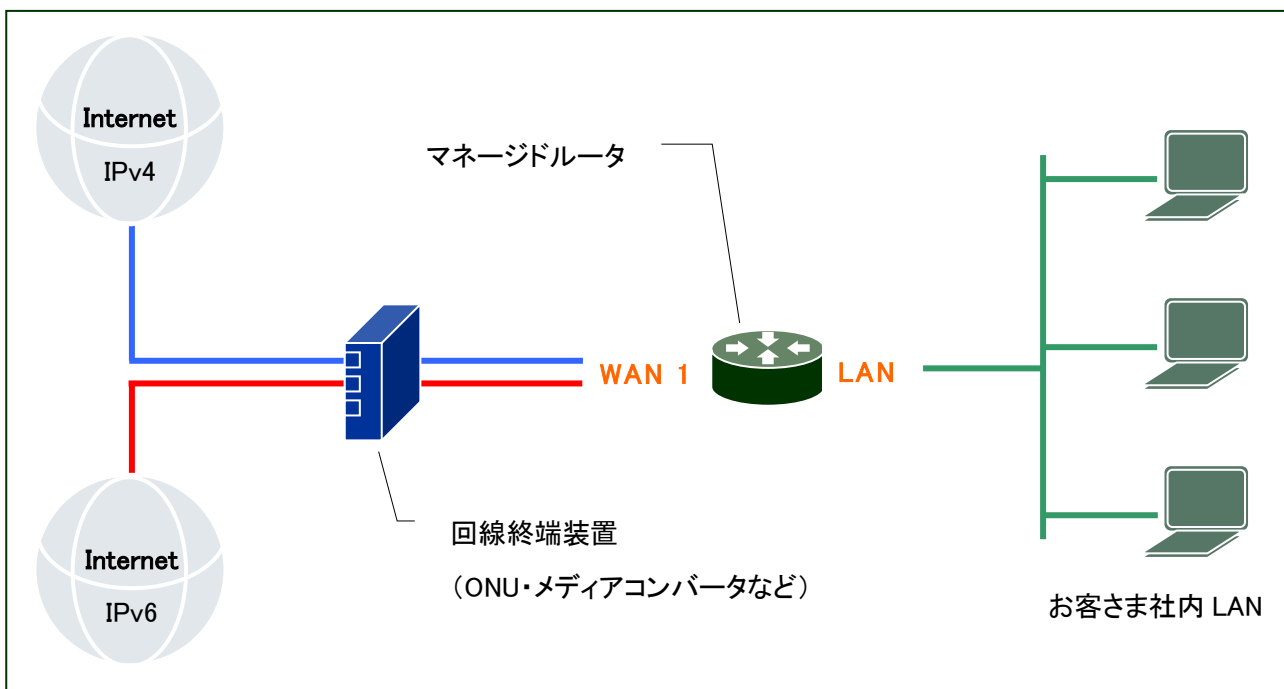 Internet
IPv4
マネージドルータ
WAN 1
LAN
回線終端装置
（ONU・メディアコンバータなど）
Internet
IPv6
お客さま社内 LAN